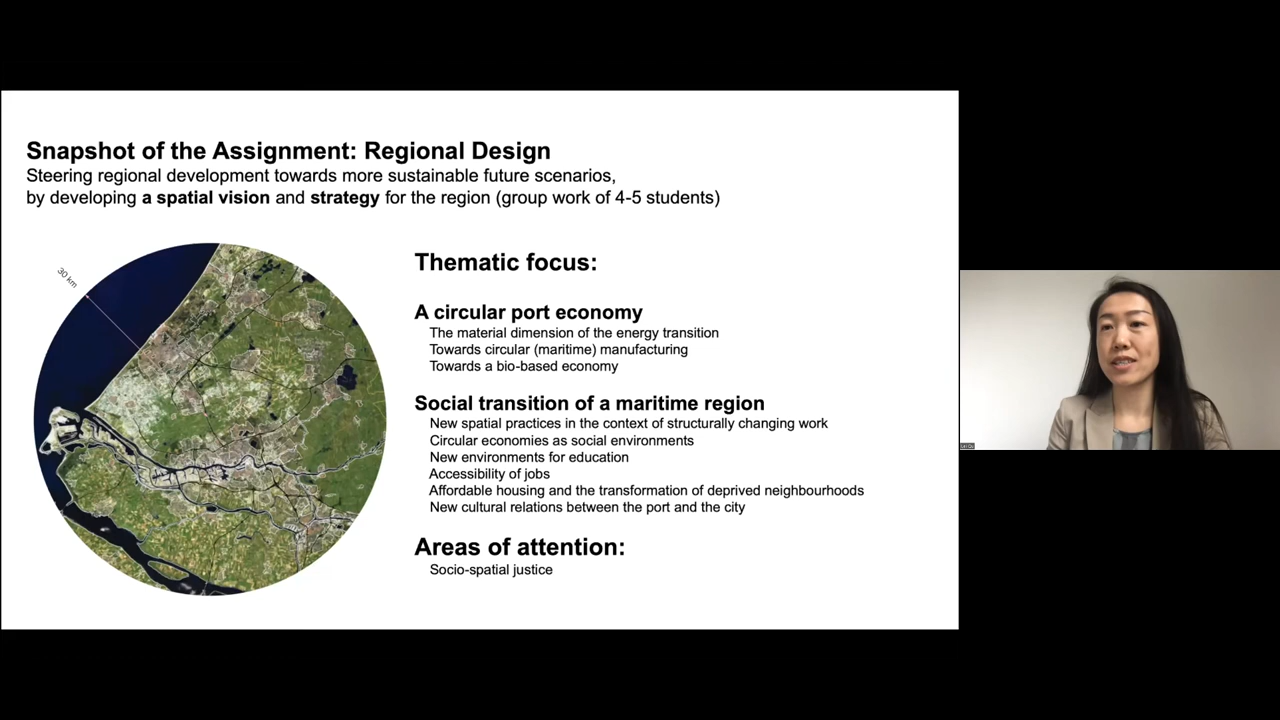 Snapshot of the Assignment: Regional Design
Steering regional development towards more sustainable future scenarios,
by developing a spatial vision and strategy for the region (group work of 4-5 students)
30 km
Thematic focus:
A circular port economy
The material dimension of the energy transition
Towards circular (maritime) manufacturing
Towards a bio-based economy
Social transition of a maritime region
New spatial practices in the context of structurally changing work
Circular economies as social environments
New environments for education
Accessibility of jobs
Affordable housing and the transformation of deprived neighbourhoods
New cultural relations between the port and the city
Areas of attention:
Socio-spatial justice